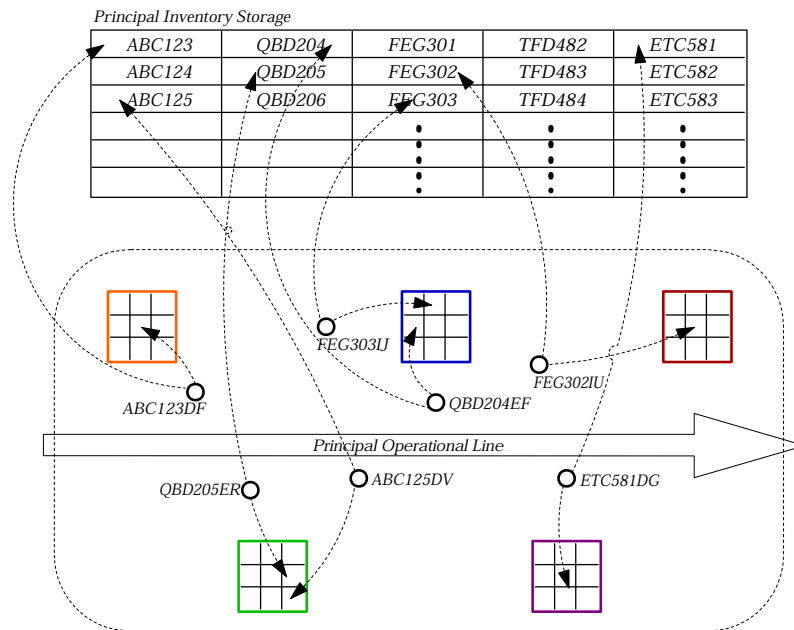 Principal Inventory Storage
ABC123 QBD204 FEG301 TFD482 ETC581
ABC124 QBD205 FEG302 TFD483 ETC582
ABC125 QBD206 FEG303 TFD484 ETC583
FEG303IJ
FEG302IU
ABC123DF
QBD204EF
Principal Operational Line
QBD205ER
ABC125DV
ETC581DG